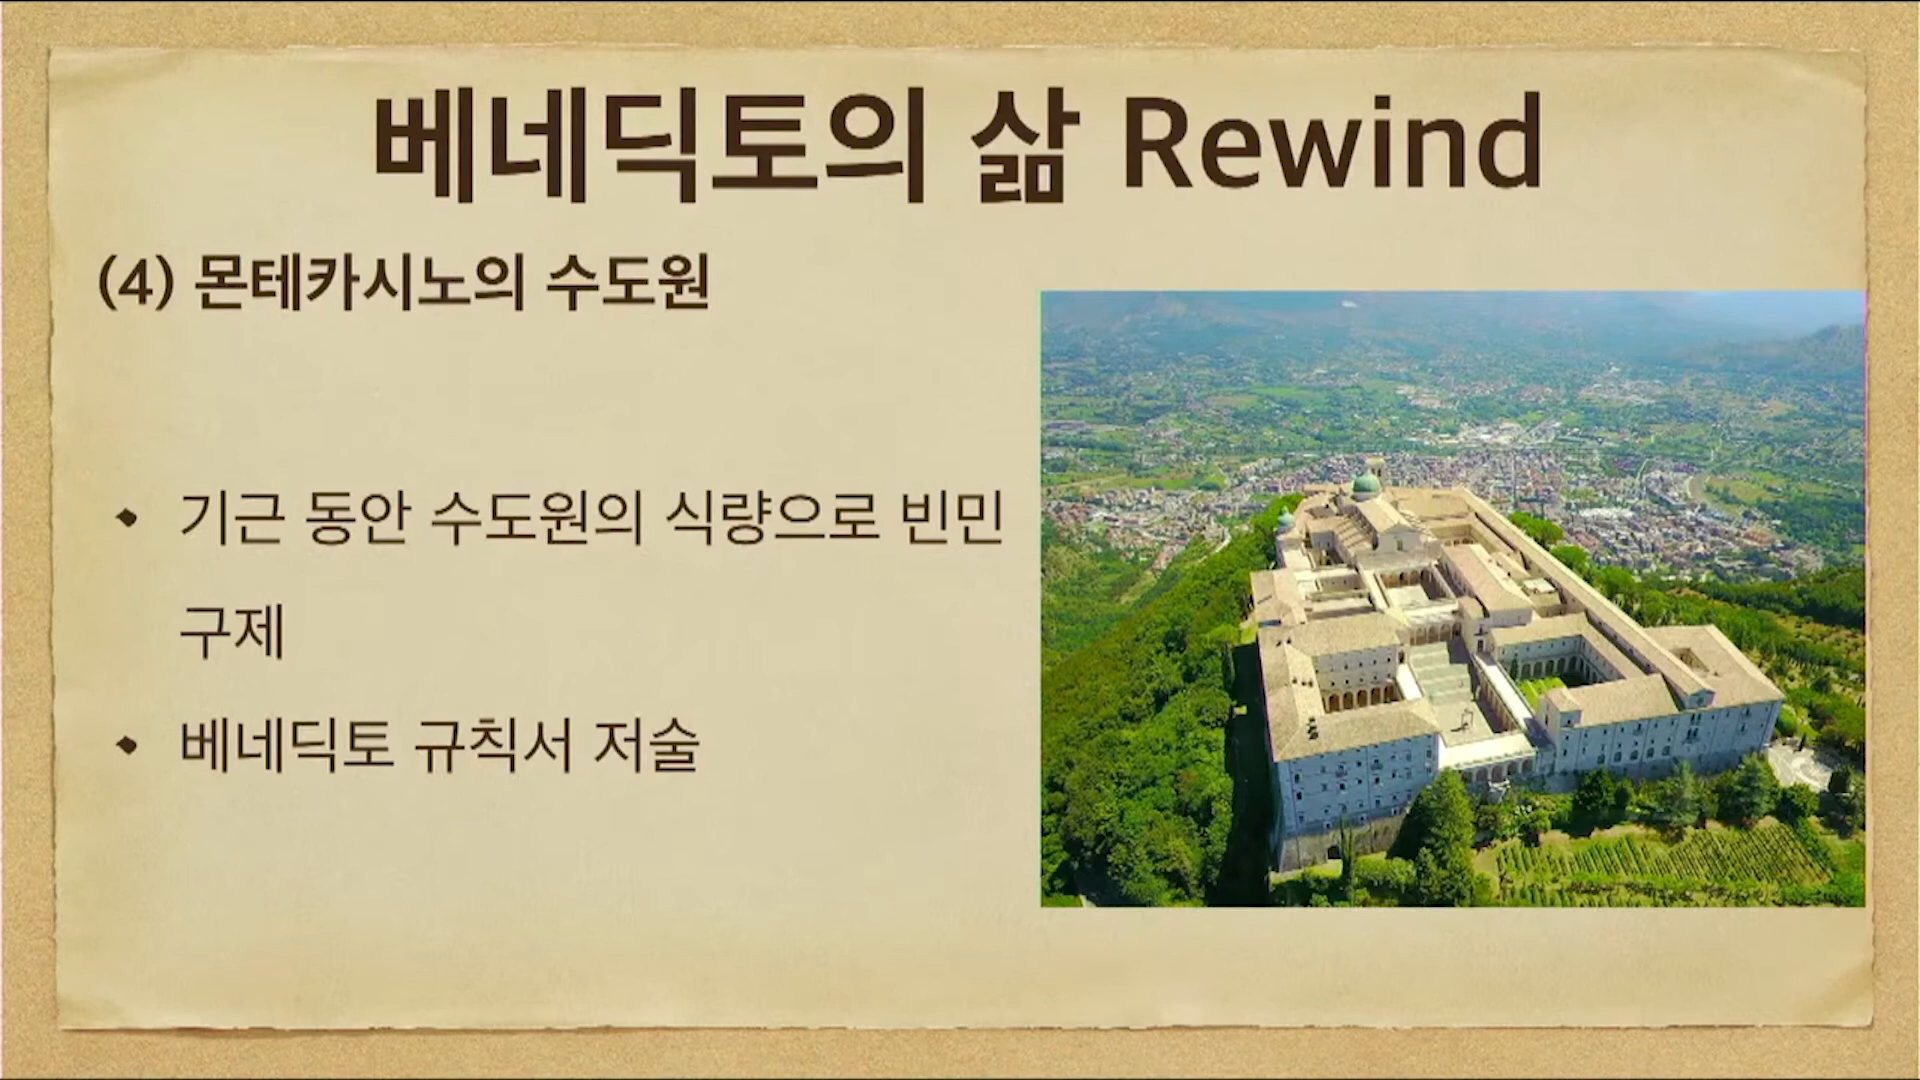 베네딕토의 삶 Rewind
(4) 몬테카시노의 수도원
• 기근 동안 수도원의 식량으로 빈민
구제
• 베네딕토 규칙서 저술